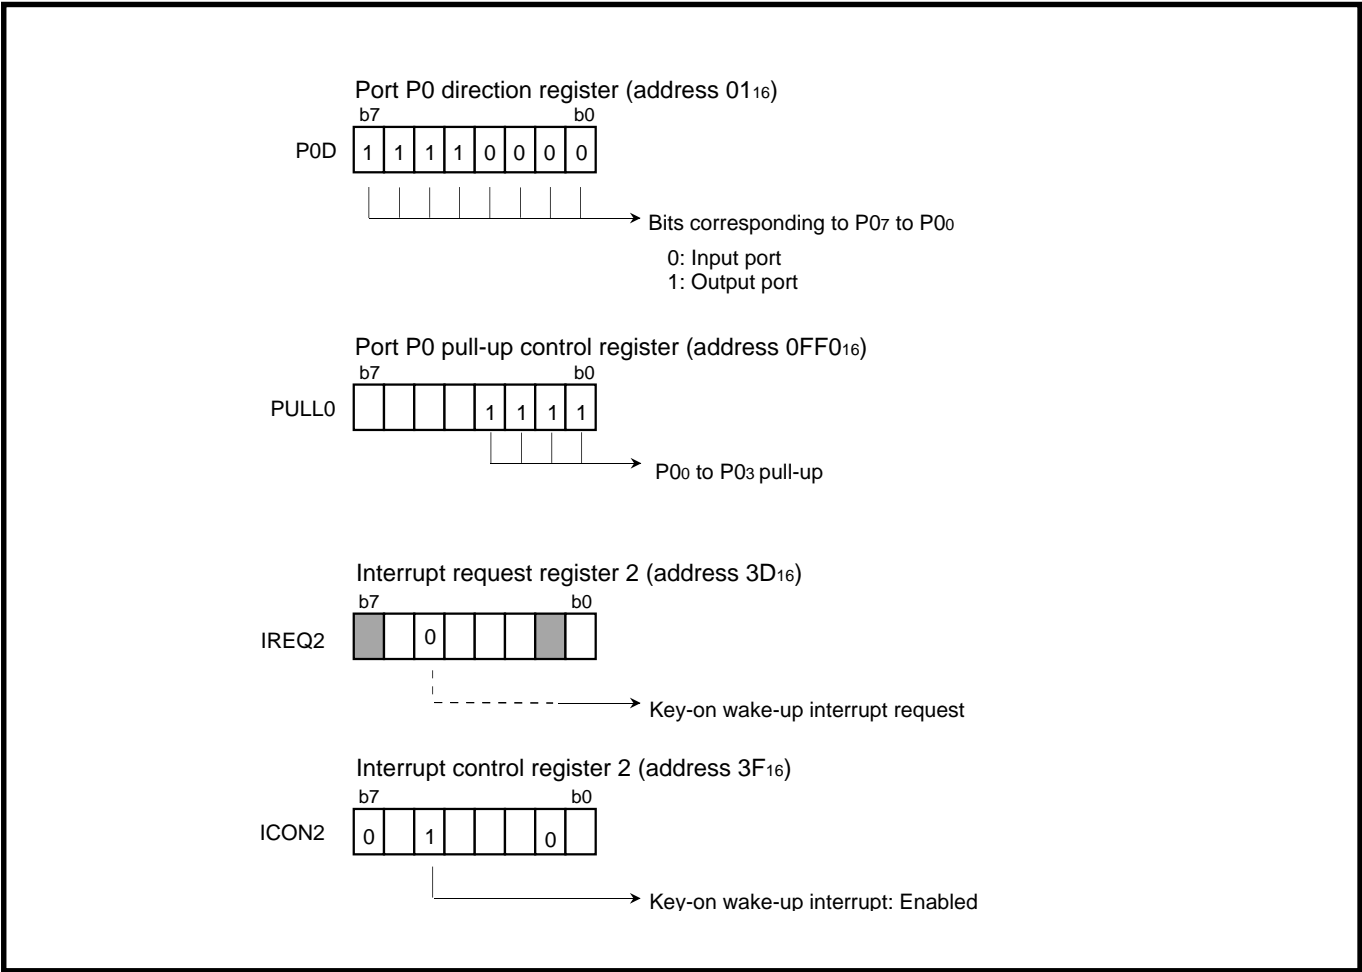 Port P0 direction register (address 0116)
b7 b0
P0D 1 1 1 1 0 0 0 0
Bits corresponding to P07 to P00
0: Input port
1: Output port
Port P0 pull-up control register (address 0FF016)
b7 b0
PULL0 1 1 1 1
P00 to P03 pull-up
Interrupt request register 2 (address 3D16)
b7 b0
IREQ2 0
Key-on wake-up interrupt request
Interrupt control register 2 (address 3F16)
b7 b0
ICON2 0 1 0
Key-on wake-up interrupt: Enabled